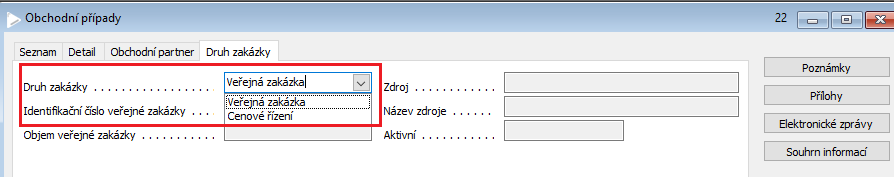 Obchodní případy 22
Seznam Detail Obchodní partner Druh zakázky
Druh zakázky . . . . . . . . . . . . . . . . . Veřejná zakázka Zdroj . . . . . . . . . . . .
Veřejná zakázka
Identifikační číslo veřejné zakázky . . . . . Název zdroje . . . . . .
Cenové řízení
Objem veřejné zakázky . . . . . . . . . . . Aktivní . . . . . . . . . . .
Poznámky
Přílohy
Elektronické zprávy
Souhrn informací